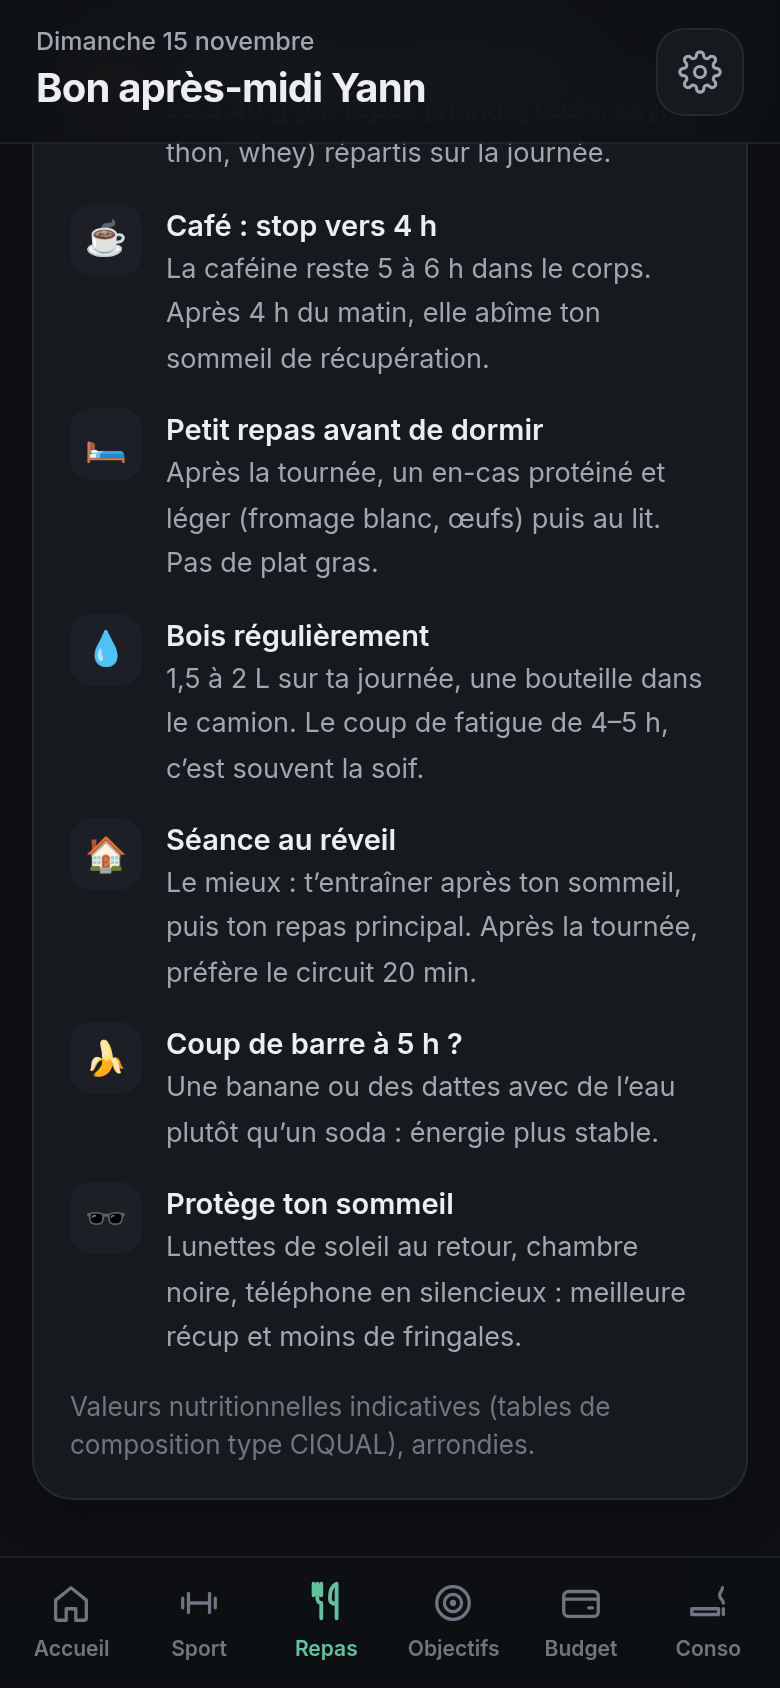 Dimanche 15 novembre
Bon après-midi Yann
25 à 40 g par repas (viande, œufs, skyr,
thon, whey) répartis sur la journée.
Café : stop vers 4 h
La caféine reste 5 à 6 h dans le corps.
Après 4 h du matin, elle abîme ton
sommeil de récupération.
Petit repas avant de dormir
Après la tournée, un en-cas protéiné et
léger (fromage blanc, œufs) puis au lit.
Pas de plat gras.
Bois régulièrement
1,5 à 2 L sur ta journée, une bouteille dans
le camion. Le coup de fatigue de 4–5 h,
c’est souvent la soif.
Séance au réveil
Le mieux : t’entraîner après ton sommeil,
puis ton repas principal. Après la tournée,
préfère le circuit 20 min.
Coup de barre à 5 h ?
Une banane ou des dattes avec de l’eau
plutôt qu’un soda : énergie plus stable.
Protège ton sommeil
Lunettes de soleil au retour, chambre
noire, téléphone en silencieux : meilleure
récup et moins de fringales.
Valeurs nutritionnelles indicatives (tables de
composition type CIQUAL), arrondies.
Accueil
Sport
Repas
Objectifs
Budget
Conso